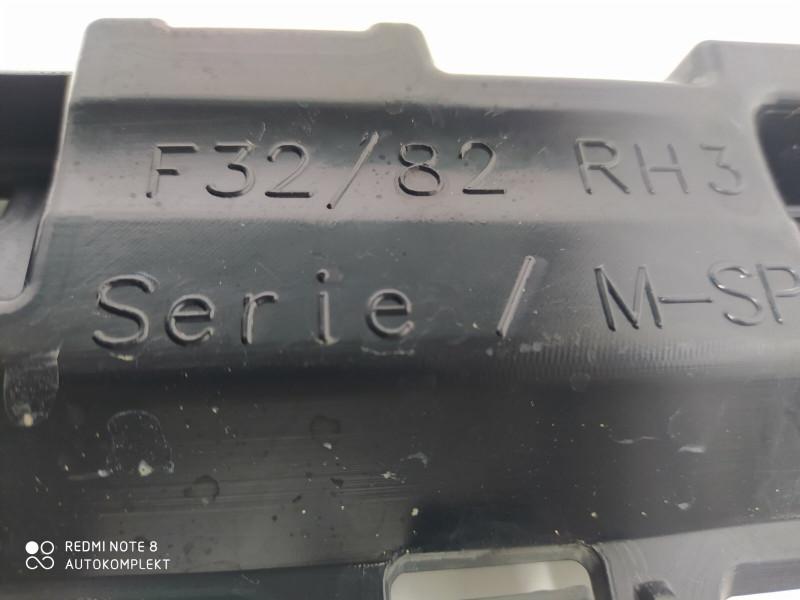 F32/82 RH3
Serie / M-SP
REDMI NOTE 8
AUTOKOMPLEKT